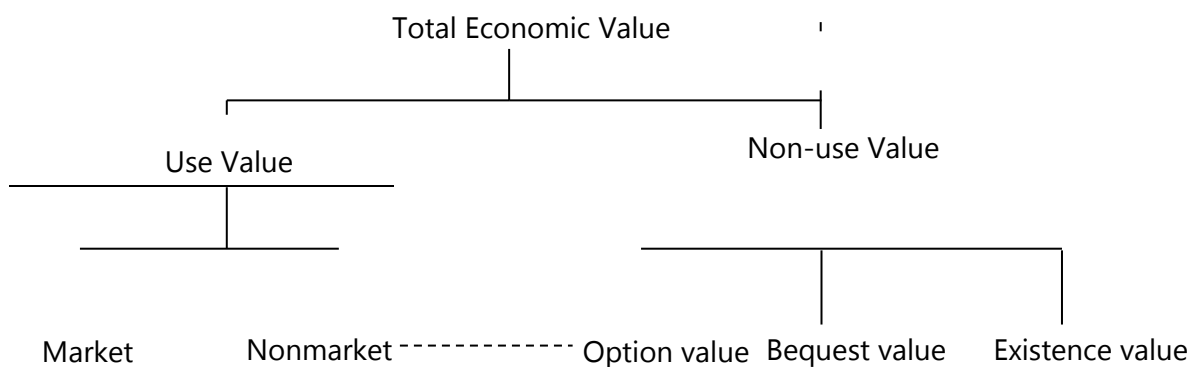 Total Economic Value
Use Value
Non-use Value
Market
Nonmarket
Option value
Bequest value
Existence value